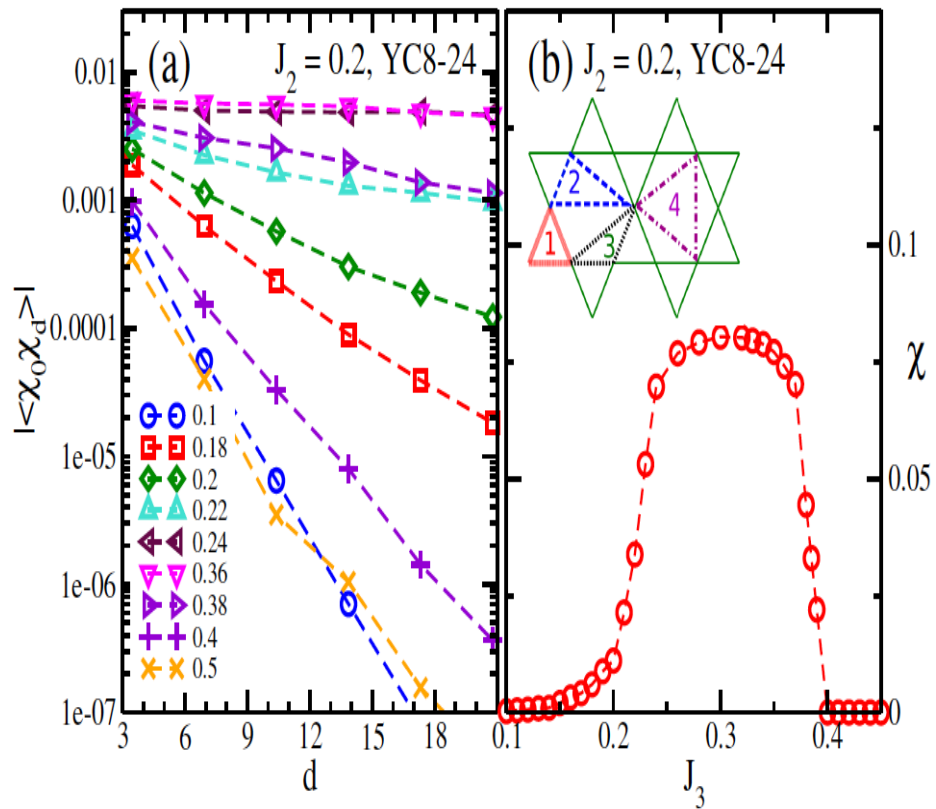 (a)
J2 = 0.2, YC8-24
0.01
0.001
0.0001
1e-05
1e-06
1e-07
|<χ0χd>|
0.1
0.18
0.2
0.22
0.24
0.36
0.38
0.4
0.5
3
6
9
12
15
18
d
(b)
J2 = 0.2, YC8-24
1
2
3
4
0.1
0.05
0
χ
0.1
0.2
0.3
0.4
J3